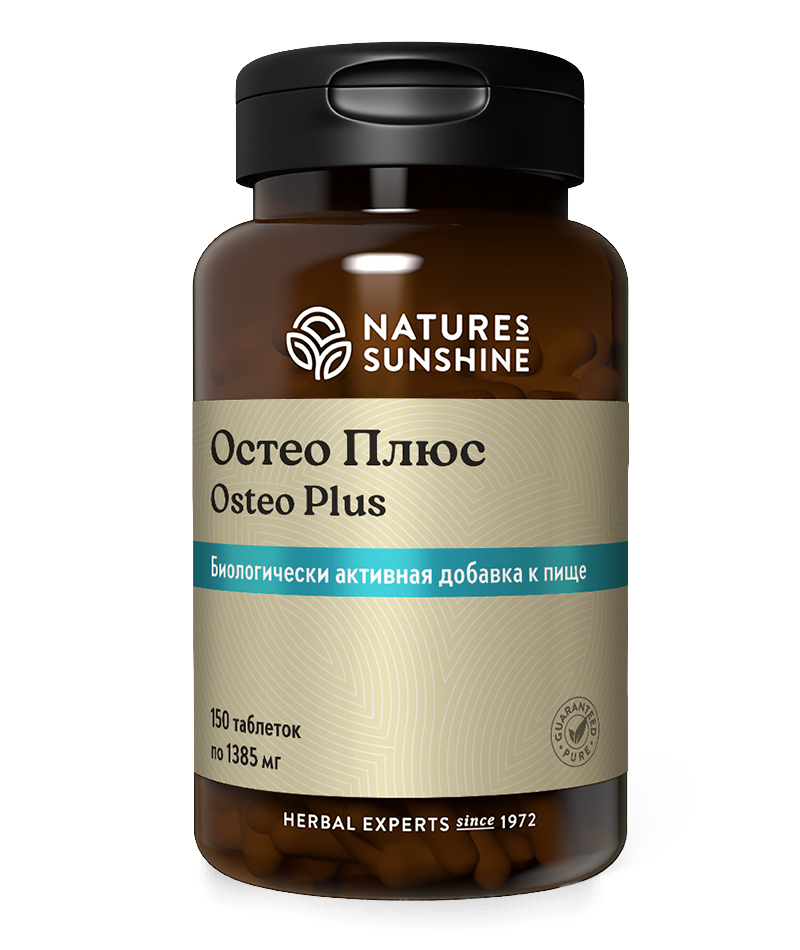 NATURES
SUNSHINE
Остео Плюс
Osteo Plus
Биологически активная добавка к пище
150 таблеток
по 1385 мг
GUARANTEED
PURE
HERBAL EXPERTS since 1972